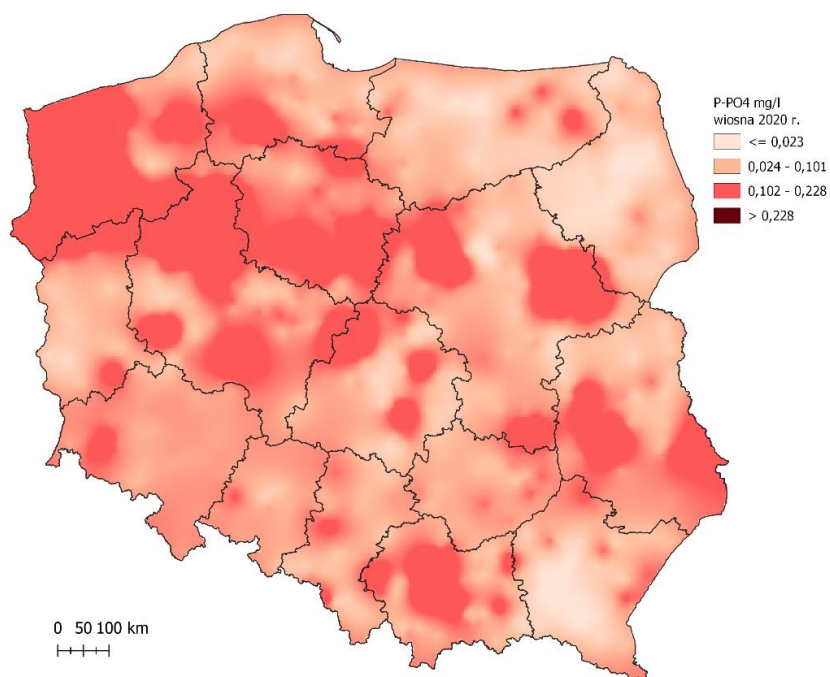 P-PO4 mg/l
wiosna 2020 r.
<= 0,023
0,024 - 0,101
0,102 - 0,228
> 0,228
0 50 100 km